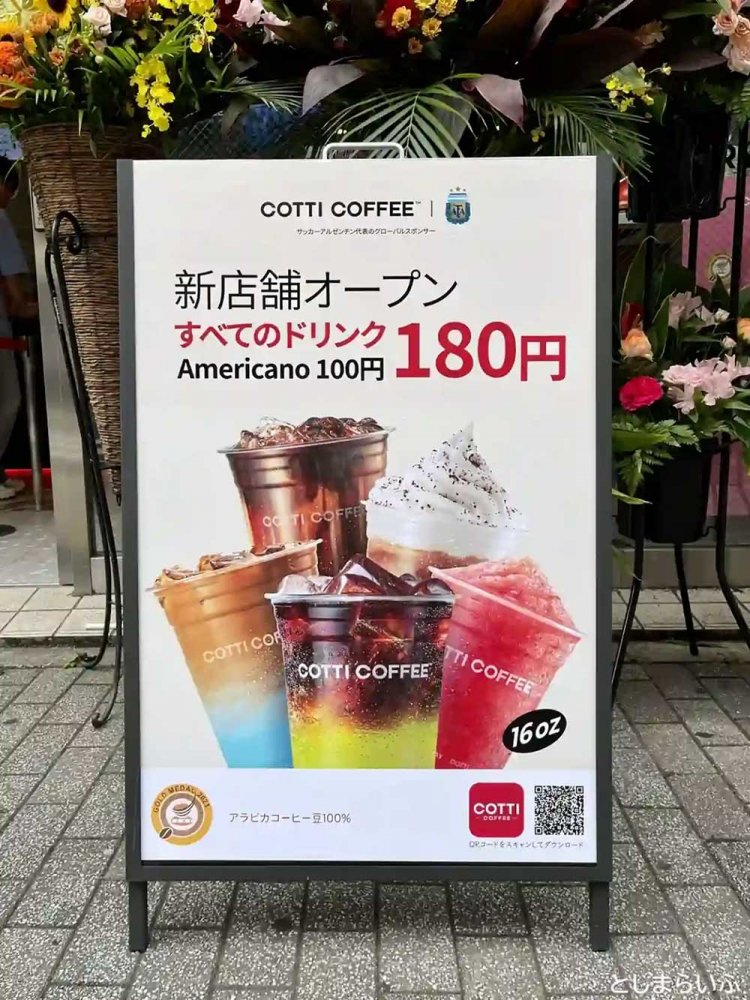 COTTI COFFEE™ | AFA
サッカーアルゼンチン代表のグローバルスポンサー
新店舗オープン
すべてのドリンク 180円
Americano 100円
COTTI COFFEE
COTTI COF
COTTI COFFEE
TTI COFFEE
16oz
GOLD MEDAL 2021
アラビカコーヒー豆100%
COTTI
COFFEE
QRコードをスキャンしてダウンロード
としまらいふ